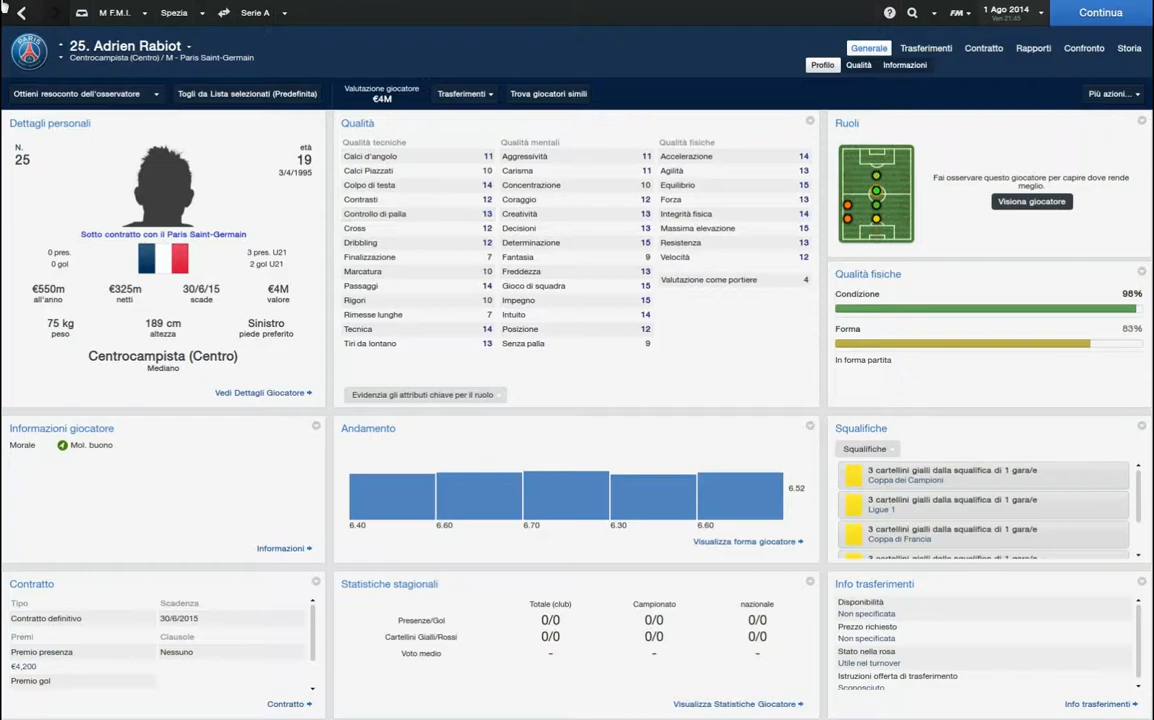 M F.M.I.
Spezia
Serie A
FM
1 Ago 2014
Ven 21:45
Continua
PARIS
25. Adrien Rabiot
Centrocampista (Centro) / M - Paris Saint-Germain
Generale Trasferimenti Contratto Rapporti Confronto Storia
Profilo Qualità Informazioni
Ottieni resoconto dell'osservatore
Togli da Lista selezionati (Predefinita)
Valutazione giocatore
€4M
Trasferimenti
Trova giocatori simili
Più azioni...
Dettagli personali
N.
25
età
19
3/4/1995
Sotto contratto con il Paris Saint-Germain
0 pres.
0 gol
3 pres. U21
2 gol U21
€550m
all'anno
€325m
netti
30/6/15
scade
€4M
valore
75 kg
peso
189 cm
altezza
Sinistro
piede preferito
Centrocampista (Centro)
Mediano
Vedi Dettagli Giocatore
Qualità
Qualità tecniche
Calci d'angolo 11
Calci Piazzati 10
Colpo di testa 14
Contrasti 12
Controllo di palla 13
Cross 12
Dribbling 12
Finalizzazione 7
Marcatura 10
Passaggi 14
Rigori 10
Rimesse lunghe 7
Tecnica 14
Tiri da lontano 13
Qualità mentali
Aggressività 11
Carisma 11
Concentrazione 10
Coraggio 12
Creatività 13
Decisioni 13
Determinazione 15
Fantasia 9
Freddezza 13
Gioco di squadra 15
Impegno 15
Intuito 14
Posizione 12
Senza palla 9
Qualità fisiche
Accelerazione 14
Agilità 13
Equilibrio 15
Forza 13
Integrità fisica 14
Massima elevazione 15
Resistenza 13
Velocità 12
Valutazione come portiere 4
Evidenzia gli attributi chiave per il ruolo
Ruoli
Fai osservare questo giocatore per capire dove rende
meglio.
Visiona giocatore
Qualità fisiche
Condizione 98%
Forma 83%
In forma partita
Informazioni giocatore
Morale Mol. buono
Informazioni
Andamento
6.52
6.40 6.60 6.70 6.30 6.60
Visualizza forma giocatore
Squalifiche
Squalifiche
3 cartellini gialli dalla squalifica di 1 gara/e
Coppa dei Campioni
3 cartellini gialli dalla squalifica di 1 gara/e
Ligue 1
3 cartellini gialli dalla squalifica di 1 gara/e
Coppa di Francia
3 cartellini gialli dalla squalifica di 1 gara/e
Contratto
Tipo
Contratto definitivo
Premi
Premio presenza
€4,200
Premio gol
Scadenza
30/6/2015
Clausole
Nessuno
Contratto
Statistiche stagionali
Totale (club) Campionato nazionale
Presenze/Gol 0/0 0/0 0/0
Cartellini Gialli/Rossi 0/0 0/0 0/0
Voto medio - - -
Visualizza Statistiche Giocatore
Info trasferimenti
Disponibilità
Non specificata
Prezzo richiesto
Non specificata
Stato nella rosa
Utile nel turnover
Istruzioni offerta di trasferimento
Sconosciuto
Info trasferimenti